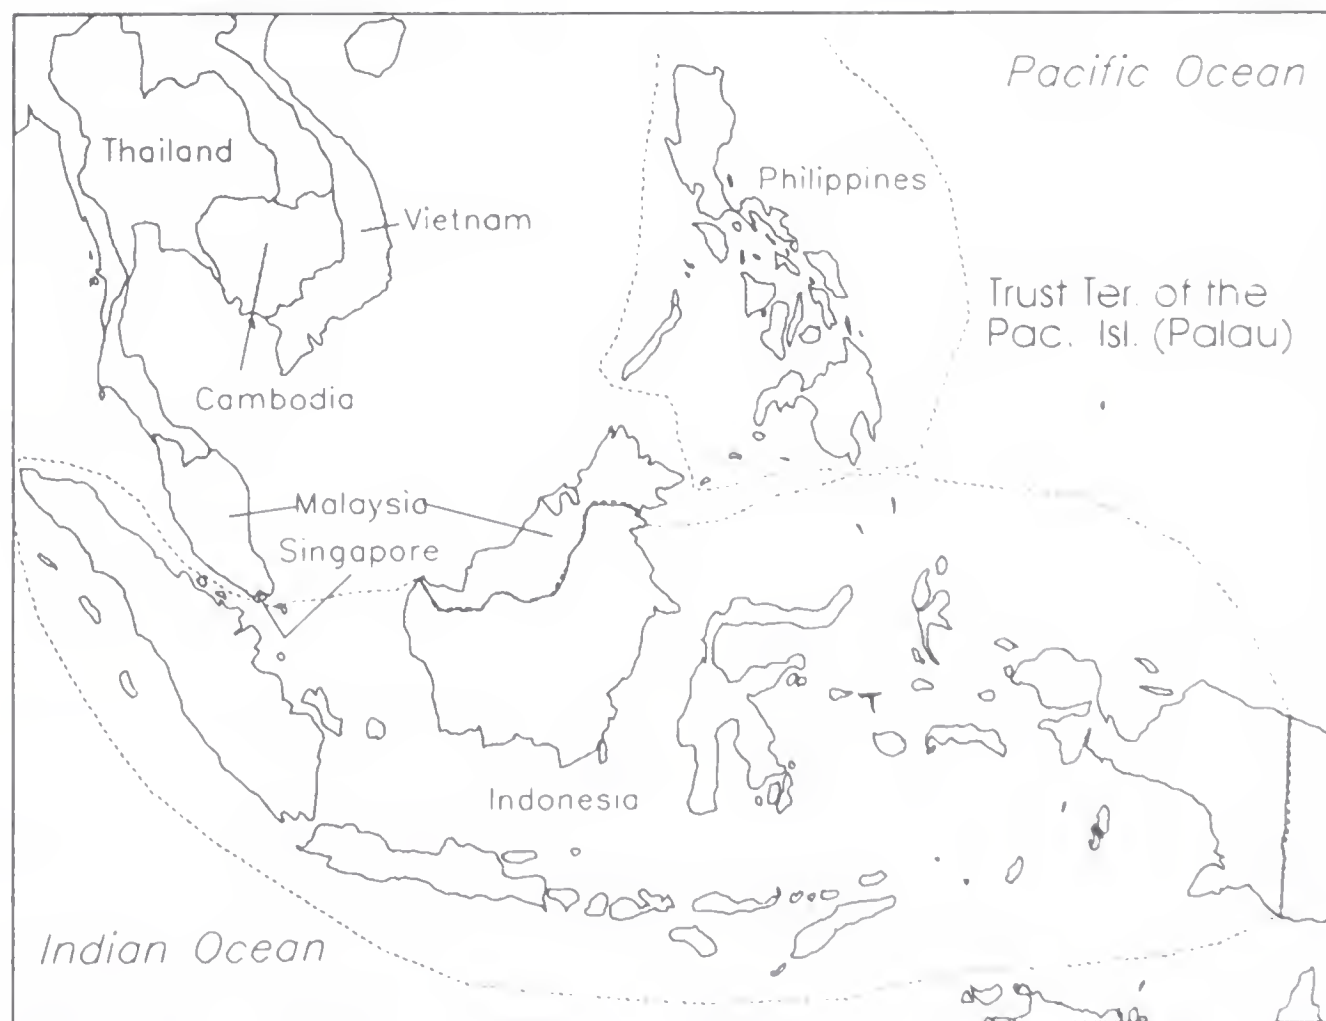 Pacific Ocean
Thailand
Philippines
Vietnam
Trust Ter. of the
Pac. Isl. (Palau)
Cambodia
Malaysia
Singapore
Indonesia
Indian Ocean